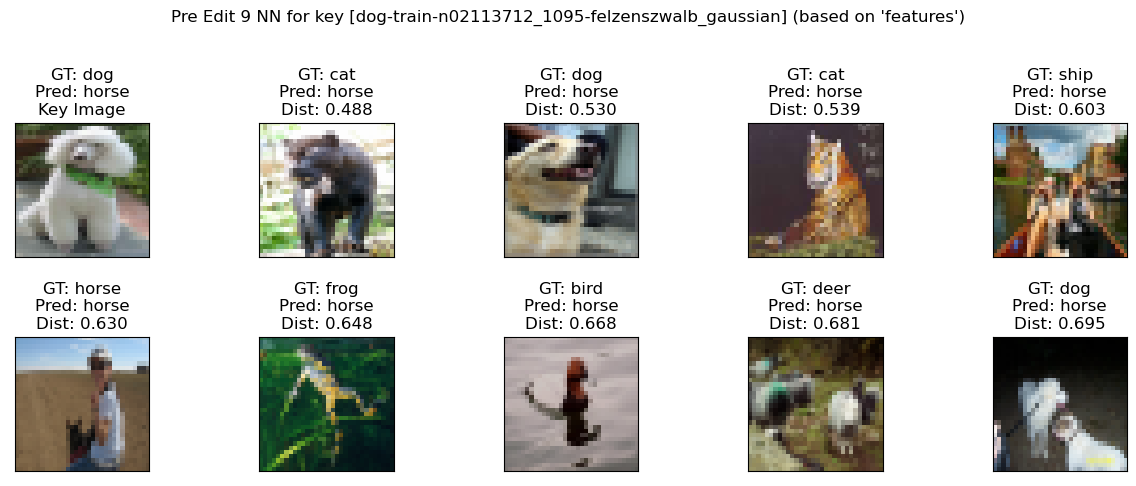 Pre Edit 9 NN for key [dog-train-n02113712_1095-felzenszwalb_gaussian] (based on 'features')
GT: dog
Pred: horse
Key Image
GT: cat
Pred: horse
Dist: 0.488
GT: dog
Pred: horse
Dist: 0.530
GT: cat
Pred: horse
Dist: 0.539
GT: ship
Pred: horse
Dist: 0.603
GT: horse
Pred: horse
Dist: 0.630
GT: frog
Pred: horse
Dist: 0.648
GT: bird
Pred: horse
Dist: 0.668
GT: deer
Pred: horse
Dist: 0.681
GT: dog
Pred: horse
Dist: 0.695